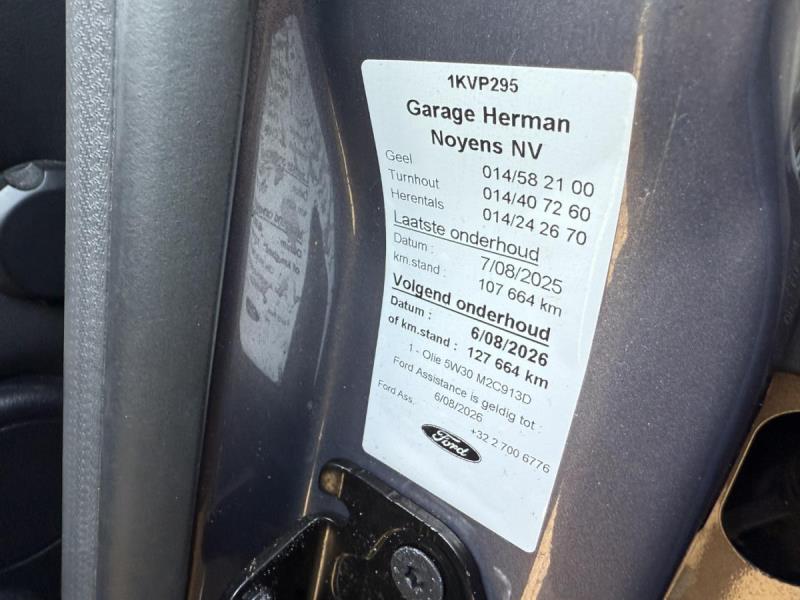 1KVP295
Garage Herman
Noyens NV
Geel 014/58 21 00
Turnhout 014/40 72 60
Herentals 014/24 26 70
Laatste onderhoud
Datum : 7/08/2025
km.stand : 107 664 km
Volgend onderhoud
Datum : 6/08/2026
of km.stand : 127 664 km
1 - Olie 5W30 M2C913D
Ford Assistance is geldig tot :
6/08/2026
Ford Ass. +32 2 700 6776
Ford